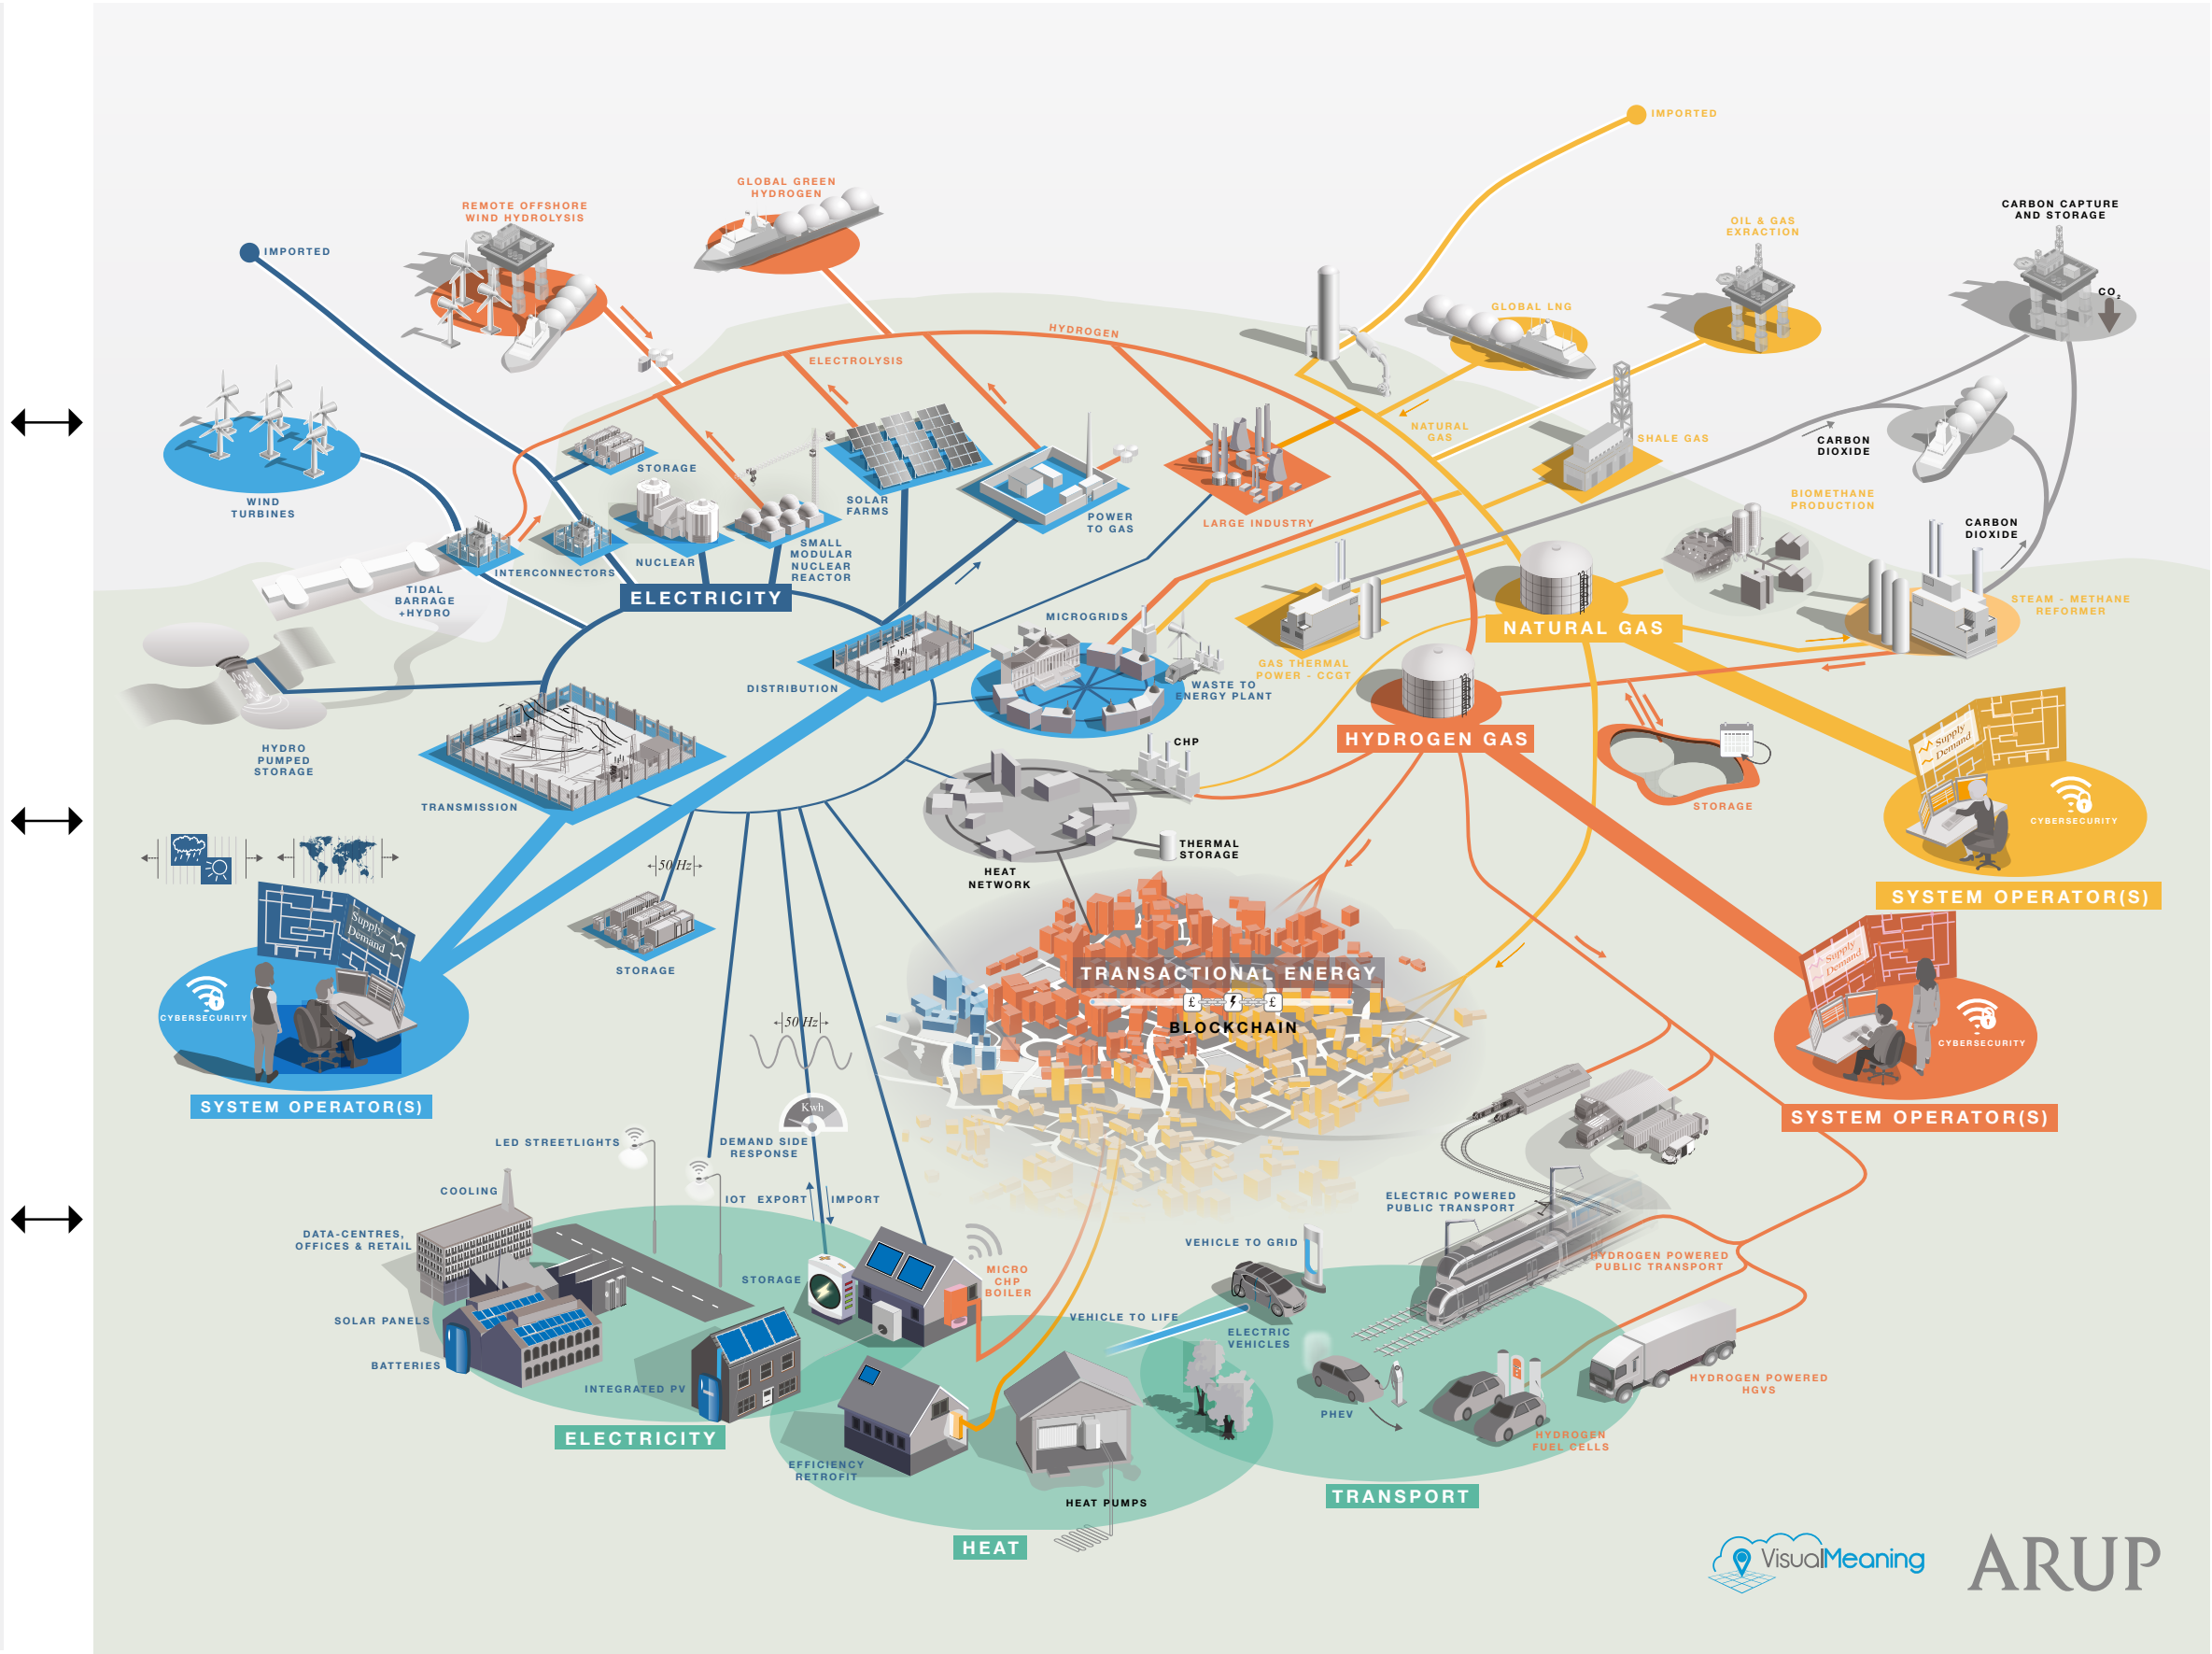 IMPORTED
GLOBAL GREEN
HYDROGEN
REMOTE OFFSHORE
WIND HYDROLYSIS
CARBON CAPTURE
AND STORAGE
OIL & GAS
EXRACTION
IMPORTED
CO2
GLOBAL LNG
HYDROGEN
ELECTROLYSIS
NATURAL
GAS
SHALE GAS
CARBON
DIOXIDE
STORAGE
WIND
TURBINES
SOLAR
FARMS
POWER
TO GAS
LARGE INDUSTRY
BIOMETHANE
PRODUCTION
CARBON
DIOXIDE
INTERCONNECTORS
NUCLEAR
SMALL
MODULAR
NUCLEAR
REACTOR
TIDAL
BARRAGE
+HYDRO
ELECTRICITY
MICROGRIDS
NATURAL GAS
STEAM - METHANE
REFORMER
GAS THERMAL
POWER - CCGT
DISTRIBUTION
WASTE TO
ENERGY PLANT
HYDRO
PUMPED
STORAGE
CHP
HYDROGEN GAS
Supply
Demand
TRANSMISSION
STORAGE
CYBERSECURITY
THERMAL
STORAGE
HEAT
NETWORK
50 Hz
SYSTEM OPERATOR(S)
Supply
Demand
STORAGE
TRANSACTIONAL ENERGY
Supply
Demand
£ £
BLOCKCHAIN
CYBERSECURITY
50 Hz
CYBERSECURITY
SYSTEM OPERATOR(S)
Kwh
SYSTEM OPERATOR(S)
LED STREETLIGHTS
DEMAND SIDE
RESPONSE
COOLING
IOT EXPORT IMPORT
ELECTRIC POWERED
PUBLIC TRANSPORT
DATA-CENTRES,
OFFICES & RETAIL
VEHICLE TO GRID
HYDROGEN POWERED
PUBLIC TRANSPORT
STORAGE
MICRO
CHP
BOILER
SOLAR PANELS
VEHICLE TO LIFE
ELECTRIC
VEHICLES
BATTERIES
INTEGRATED PV
HYDROGEN POWERED
HGVS
PHEV
ELECTRICITY
HYDROGEN
FUEL CELLS
EFFICIENCY
RETROFIT
HEAT PUMPS
TRANSPORT
HEAT
VisualMeaning
ARUP